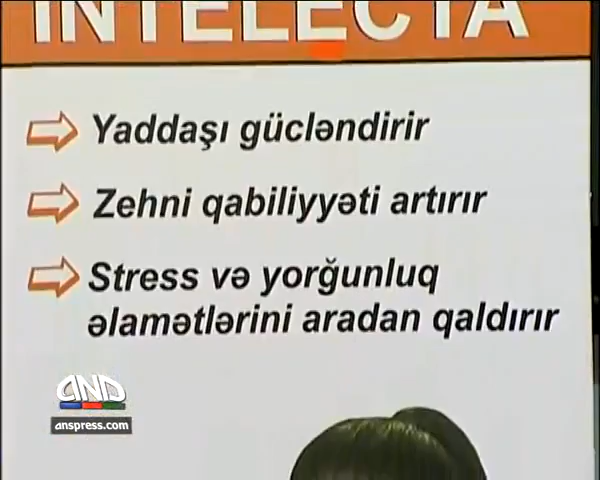 INTELECTA
Yaddaşı gücləndirir
Zehni qabiliyyəti artırır
Stress və yorğunluq
əlamətlərini aradan qaldırır
ANS
anspress.com